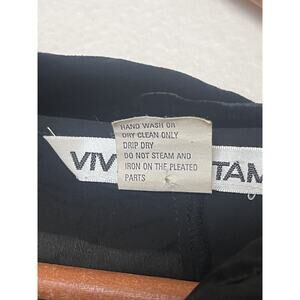 HAND WASH OR
DRY CLEAN ONLY
DRIP DRY
DO NOT STEAM AND
IRON ON THE PLEATED
PARTS
VIV TAM